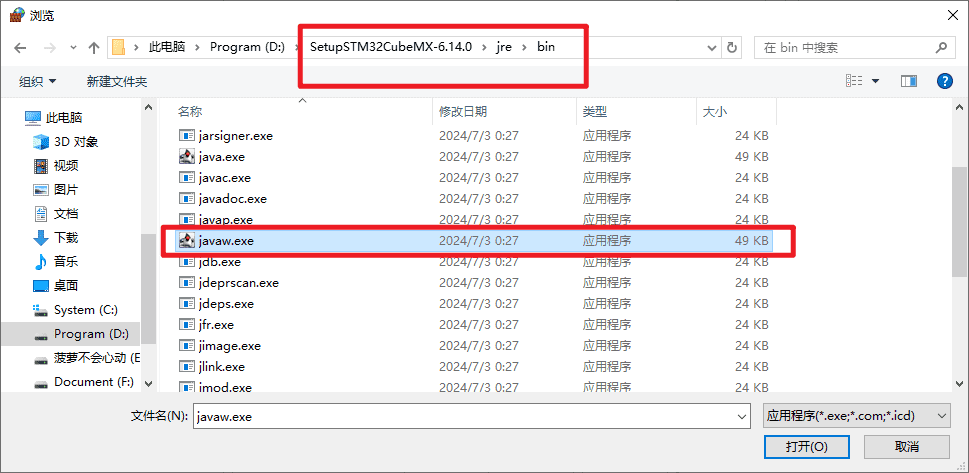 浏览
此电脑 > Program (D:) > SetupSTM32CubeMX-6.14.0 > jre > bin
在 bin 中搜索
组织 新建文件夹
此电脑
3D 对象
视频
图片
文档
下载
音乐
桌面
System (C:)
Program (D:)
菠萝不会心动 (E
Document (F:)
名称 修改日期 类型 大小
jarsigner.exe 2024/7/3 0:27 应用程序 24 KB
java.exe 2024/7/3 0:27 应用程序 49 KB
javac.exe 2024/7/3 0:27 应用程序 24 KB
javadoc.exe 2024/7/3 0:27 应用程序 24 KB
javap.exe 2024/7/3 0:27 应用程序 24 KB
javaw.exe 2024/7/3 0:27 应用程序 49 KB
jdb.exe 2024/7/3 0:27 应用程序 24 KB
jdeprscan.exe 2024/7/3 0:27 应用程序 24 KB
jdeps.exe 2024/7/3 0:27 应用程序 24 KB
jfr.exe 2024/7/3 0:27 应用程序 24 KB
jimage.exe 2024/7/3 0:27 应用程序 24 KB
jlink.exe 2024/7/3 0:27 应用程序 24 KB
jmod.exe 2024/7/3 0:27 应用程序 24 KB
文件名(N): javaw.exe 应用程序(*.exe;*.com;*.icd)
打开(O) 取消